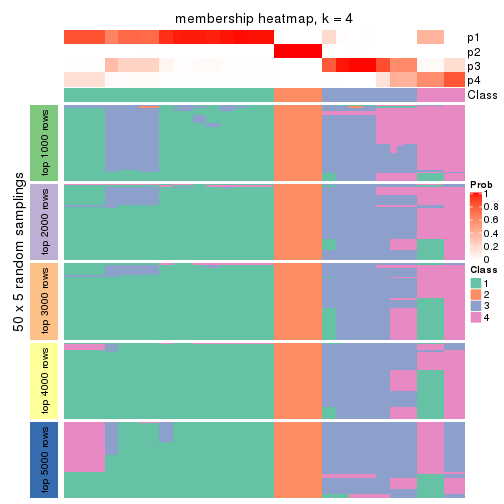 membership heatmap, k = 4
p1
p2
p3
p4
Class
50 x 5 random samplings
top 1000 rows
top 2000 rows
top 3000 rows
top 4000 rows
top 5000 rows
Prob
1
0.8
0.6
0.4
0.2
0
Class
1
2
3
4